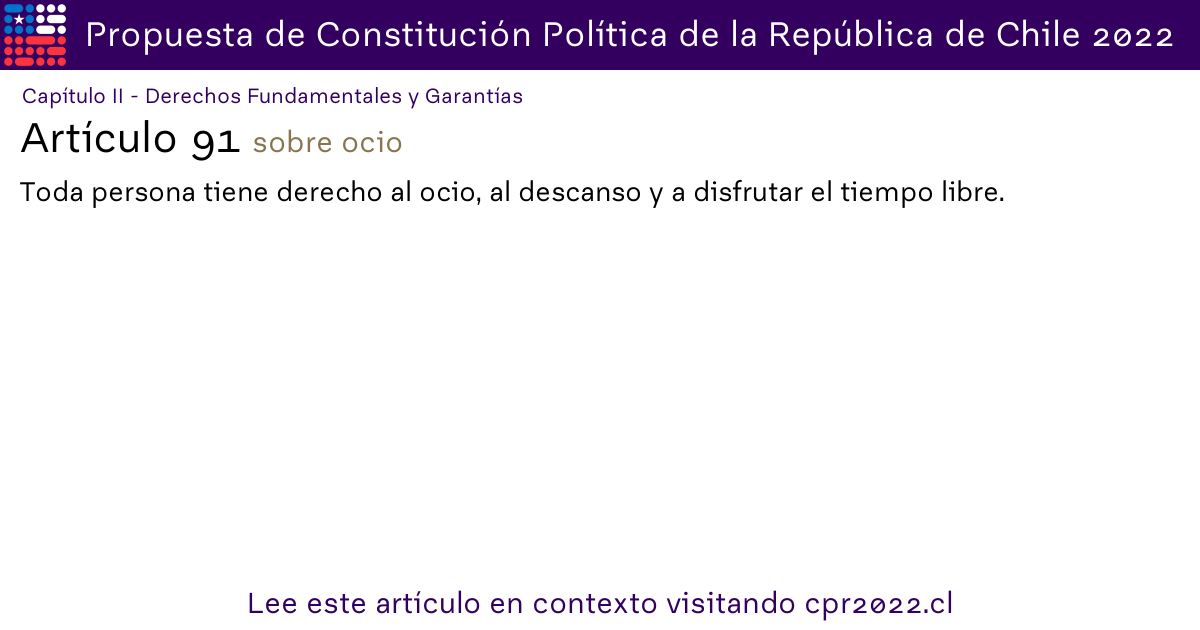 Propuesta de Constitución Política de la República de Chile 2022
Capítulo II - Derechos Fundamentales y Garantías
Artículo 91 sobre ocio
Toda persona tiene derecho al ocio, al descanso y a disfrutar el tiempo libre.
Lee este artículo en contexto visitando cpr2022.cl